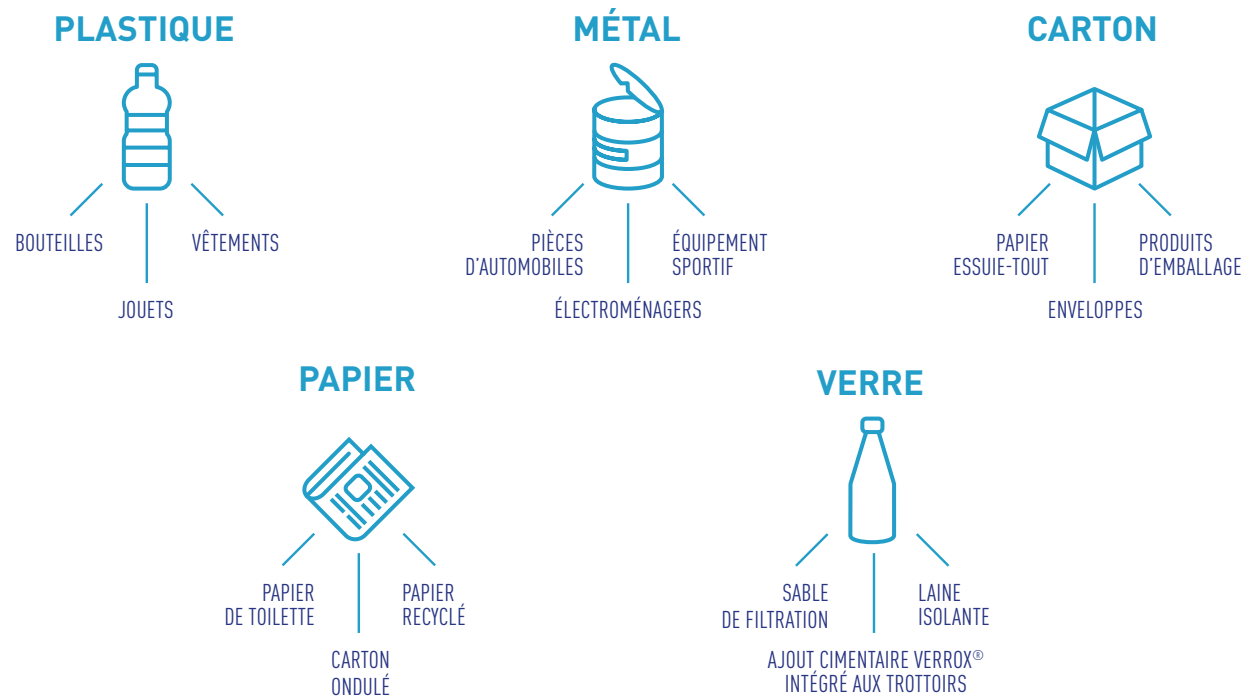 PLASTIQUE
BOUTEILLES
VÊTEMENTS
JOUETS
MÉTAL
PIÈCES
D'AUTOMOBILES
ÉQUIPEMENT
SPORTIF
ÉLECTROMÉNAGERS
CARTON
PAPIER
ESSUIE-TOUT
PRODUITS
D'EMBALLAGE
ENVELOPPES
PAPIER
PAPIER
DE TOILETTE
PAPIER
RECYCLÉ
CARTON
ONDULÉ
VERRE
SABLE
DE FILTRATION
LAINE
ISOLANTE
AJOUT CIMENTAIRE VERROX®
INTÉGRÉ AUX TROTTOIRS